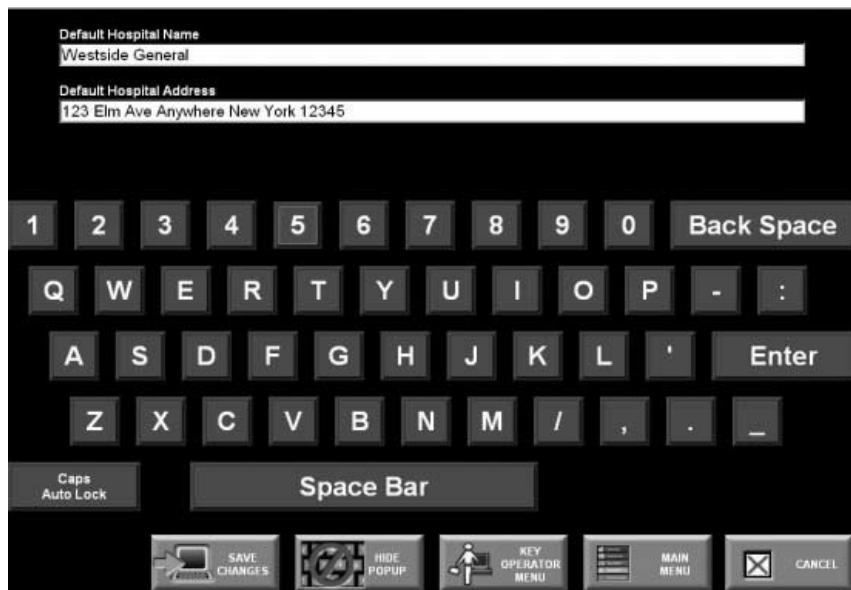 Default Hospital Name
Westside General
Default Hospital Address
123 Elm Ave Anywhere New York 12345
1 2 3 4 5 6 7 8 9 0 Back Space
Q W E R T Y U I O P - :
A S D F G H J K L ' Enter
Z X C V B N M / , . _
Caps
Auto Lock
Space Bar
SAVE
CHANGES
HIDE
POPUP
KEY
OPERATOR
MENU
MAIN
MENU
CANCEL